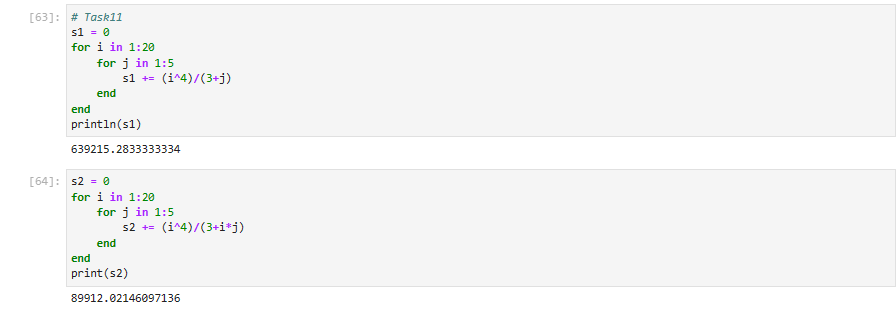 [63]: # Task11
s1 = 0
for i in 1:20
    for j in 1:5
        s1 += (i^4)/(3+j)
    end
end
println(s1)
639215.2833333334
[64]: s2 = 0
for i in 1:20
    for j in 1:5
        s2 += (i^4)/(3+i*j)
    end
end
print(s2)
89912.02146097136